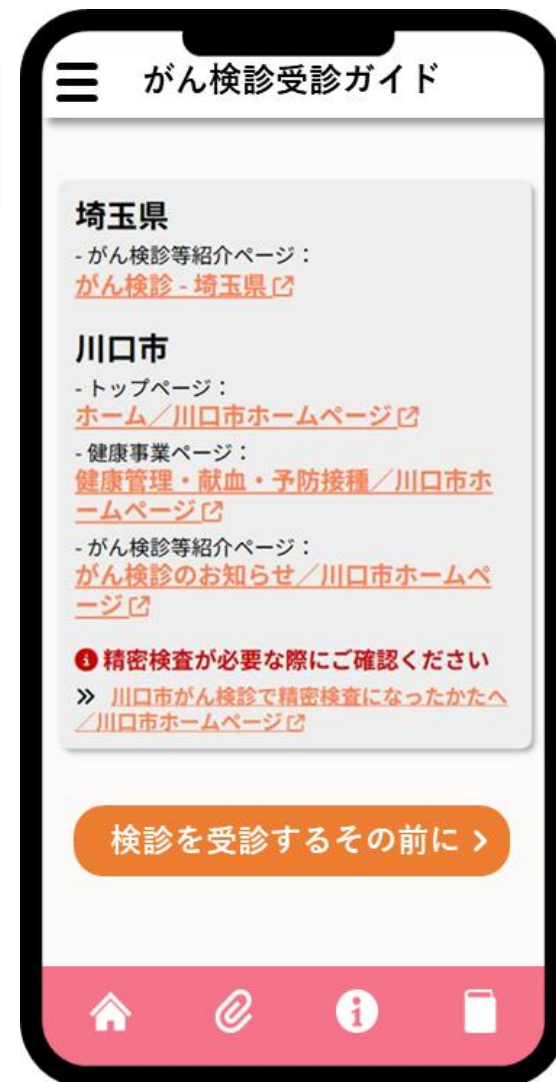 がん検診受診ガイド
埼玉県
- がん検診等紹介ページ：
がん検診 - 埼玉県
川口市
- トップページ：
ホーム／川口市ホームページ
- 健康事業ページ：
健康管理・献血・予防接種／川口市ホ
ームページ
- がん検診等紹介ページ：
がん検診のお知らせ／川口市ホームペ
ージ
精密検査が必要な際にご確認ください
» 川口市がん検診で精密検査になったかたへ
／川口市ホームページ
検診を受診するその前に ›